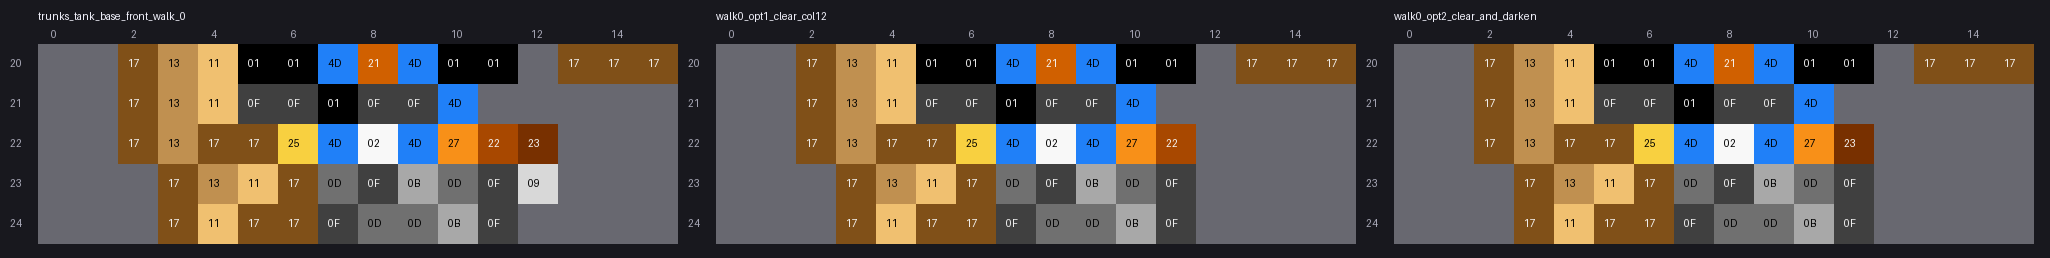 trunks_tank_base_front_walk_0
0 2 4 6 8 10 12 14
20 17 13 11 01 01 4D 21 4D 01 01 17 17 17
21 17 13 11 0F 0F 01 0F 0F 4D
22 17 13 17 17 25 4D 02 4D 27 22 23
23 17 13 11 17 0D 0F 0B 0D 0F 09
24 17 11 17 17 0F 0D 0D 0B 0F
walk0_opt1_clear_col12
0 2 4 6 8 10 12 14
20 17 13 11 01 01 4D 21 4D 01 01 17 17 17
21 17 13 11 0F 0F 01 0F 0F 4D
22 17 13 17 17 25 4D 02 4D 27 22
23 17 13 11 17 0D 0F 0B 0D 0F
24 17 11 17 17 0F 0D 0D 0B 0F
walk0_opt2_clear_and_darken
0 2 4 6 8 10 12 14
20 17 13 11 01 01 4D 21 4D 01 01 17 17 17
21 17 13 11 0F 0F 01 0F 0F 4D
22 17 13 17 17 25 4D 02 4D 27 23
23 17 13 11 17 0D 0F 0B 0D 0F
24 17 11 17 17 0F 0D 0D 0B 0F